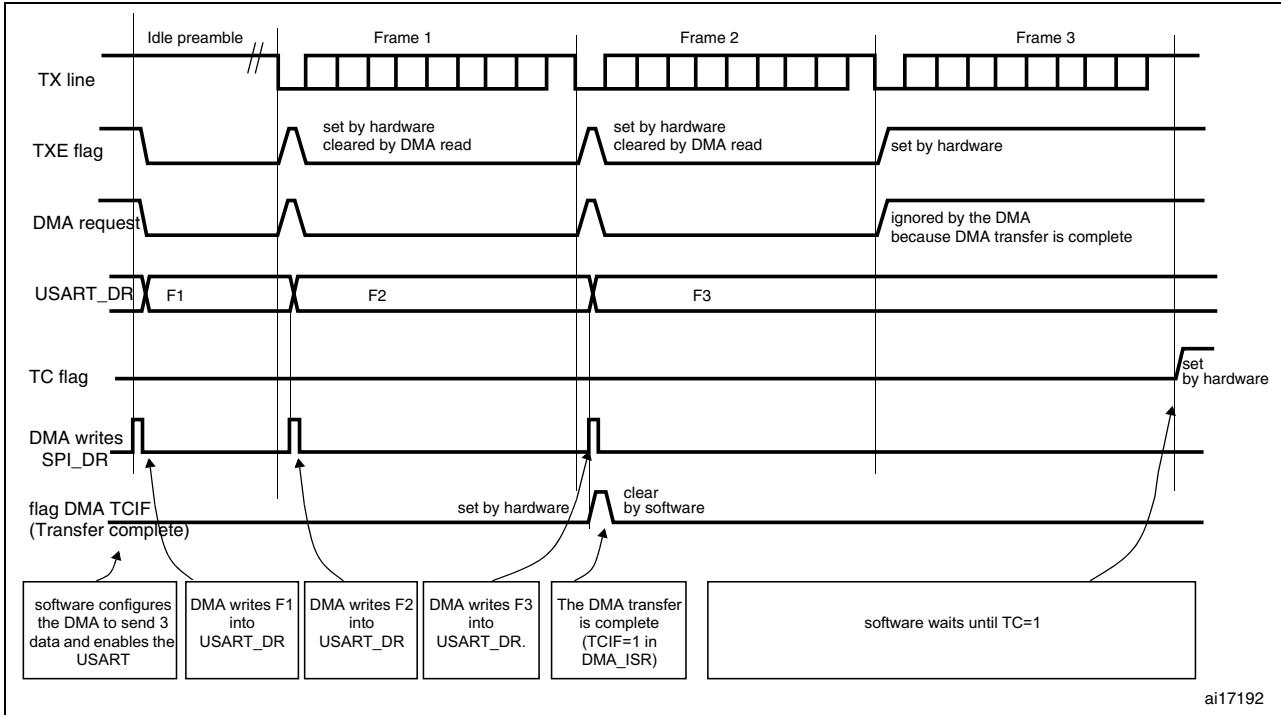 Idle preamble
Frame 1
Frame 2
Frame 3
TX line
TXE flag
set by hardware
cleared by DMA read
set by hardware
cleared by DMA read
set by hardware
DMA request
ignored by the DMA
because DMA transfer is complete
USART_DR
F1
F2
F3
TC flag
set
by hardware
DMA writes
SPI_DR
flag DMA TCIF
(Transfer complete)
set by hardware
clear
by software
software configures
the DMA to send 3
data and enables the
USART
DMA writes F1
into
USART_DR
DMA writes F2
into
USART_DR
DMA writes F3
into
USART_DR.
The DMA transfer
is complete
(TCIF=1 in
DMA_ISR)
software waits until TC=1
ai17192